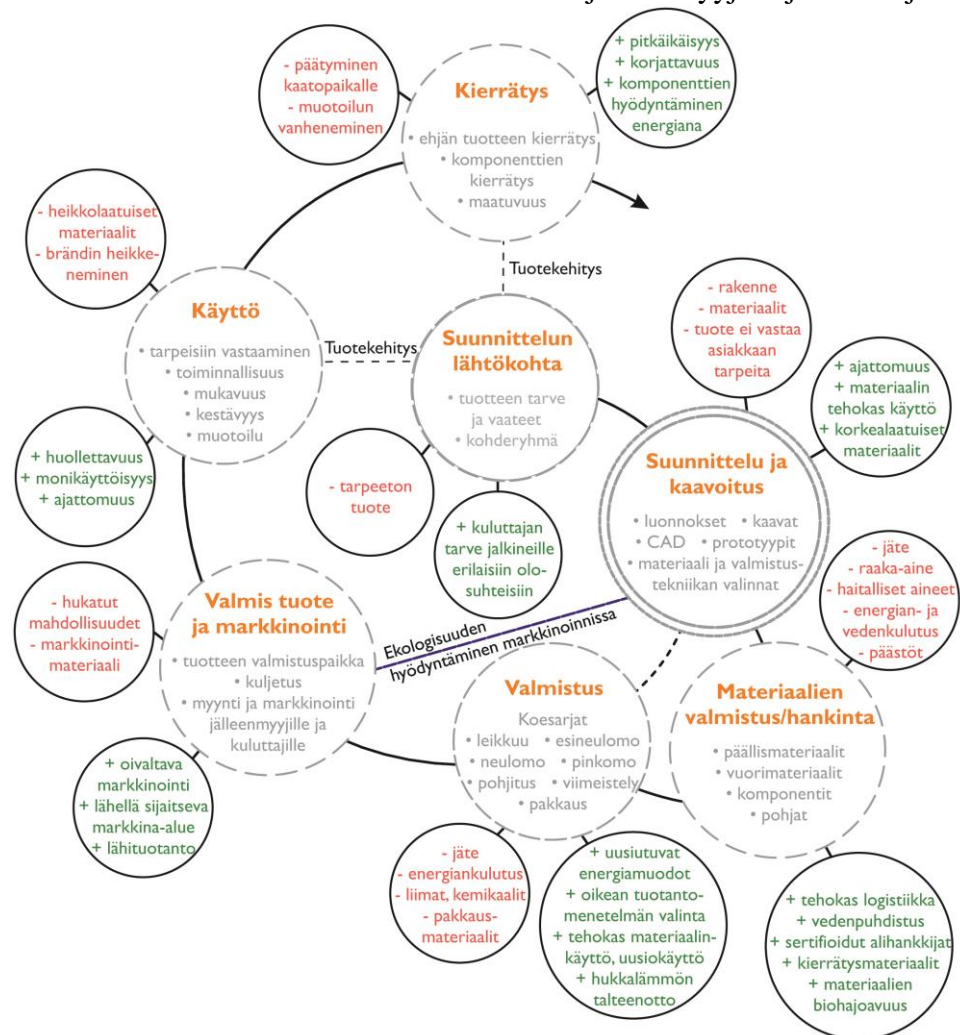 - päätyminen
kaatopaikalle
- muotoilun
vanheneminen
Kierrätys
• ehjän tuotteen kierrätys
• komponenttien
kierrätys
• maatuvuus
+ pitkäikäisyys
+ korjattavuus
+ komponenttien
hyödyntäminen
energiana
- heikkolaatuiset
materiaalit
- brändin heikke-
neminen
Käyttö
• tarpeisiin vastaaminen
• toiminnallisuus
• mukavuus
• kestävyys
• muotoilu
+ huollettavuus
+ monikäyttöisyys
+ ajattomuus
Tuotekehitys
Tuotekehitys
Suunnittelun
lähtökohta
• tuotteen tarve
ja vaateet
• kohderyhmä
- tarpeeton
tuote
+ kuluttajan
tarve jalkineille
erilaisiin olo-
suhteisiin
- rakenne
- materiaalit
- tuote ei vastaa
asiakkaan
tarpeita
+ ajattomuus
+ materiaalin
tehokas käyttö
+ korkealaatuiset
materiaalit
Suunnittelu ja
kaavoitus
• luonnokset • kaavat
• CAD • prototyypit
• materiaali ja valmistus-
tekniikan valinnat
- jäte
- raaka-aine
- haitalliset aineet
- energian- ja
vedenkulutus
- päästöt
Materiaalien
valmistus/hankinta
• päällismateriaalit
• vuorimateriaalit
• komponentit
• pohjat
+ tehokas logistiikka
+ vedenpuhdistus
+ sertifioidut alihankkijat
+ kierrätysmateriaalit
+ materiaalien
biohajoavuus
Valmistus
Koesarjat
• leikkuu • esineulomo
• neulomo • pinkomo
• pohjitus • viimeistely
• pakkaus
- jäte
- energiankulutus
- liimat, kemikaalit
- pakkaus-
materiaalit
+ uusiutuvat
energiamuodot
+ oikean tuotanto-
menetelmän valinta
+ tehokas materiaalin-
käyttö, uusiokäyttö
+ hukkalämmön
talteenotto
Ekologisuuden
hyödyntäminen markkinoinnissa
Valmis tuote
ja markkinointi
• tuotteen valmistuspaikka
• kuljetus
• myynti ja markkinointi
jälleenmyyjille ja
kuluttajille
- hukatut
mahdollisuudet
- markkinointi-
materiaali
+ oivaltava
markkinointi
+ lähellä sijaitseva
markkina-alue
+ lähituotanto